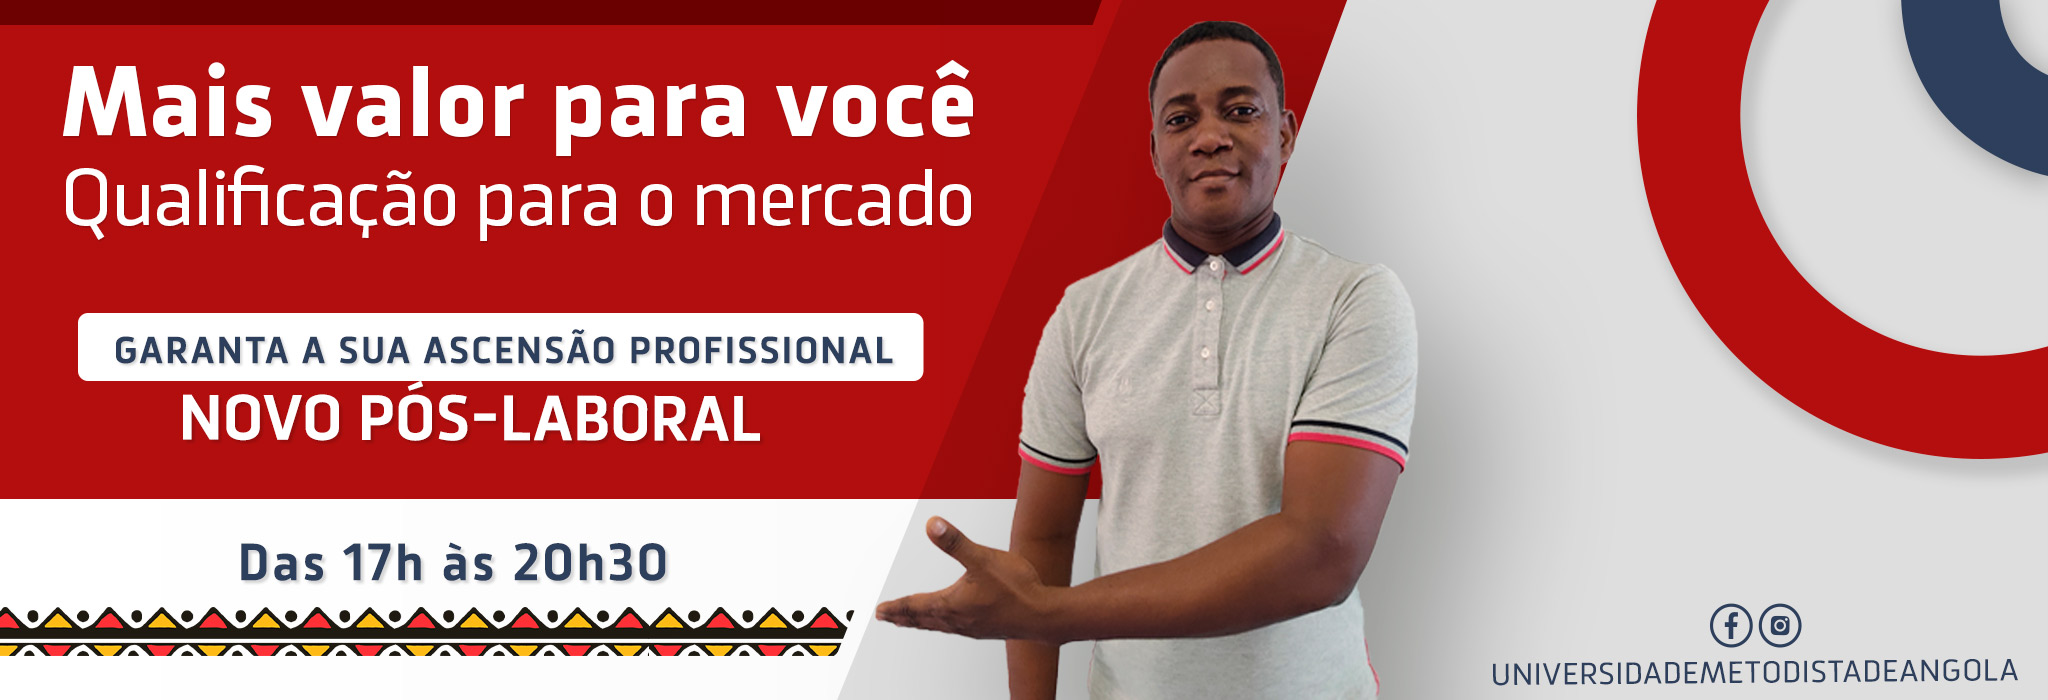 Mais valor para você
Qualificação para o mercado
GARANTA A SUA ASCENSÃO PROFISSIONAL
NOVO PÓS-LABORAL
Das 17h às 20h30
UNIVERSIDADEMETODISTADEANGOLA